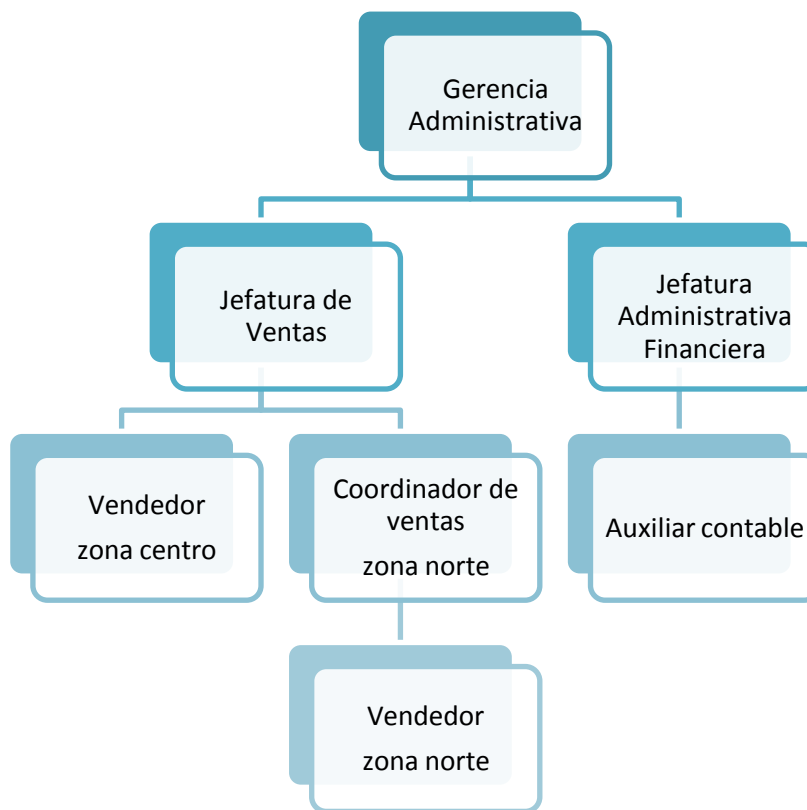 Gerencia
Administrativa
Jefatura de
Ventas
Jefatura
Administrativa
Financiera
Vendedor
zona centro
Coordinador de
ventas
zona norte
Auxiliar contable
Vendedor
zona norte